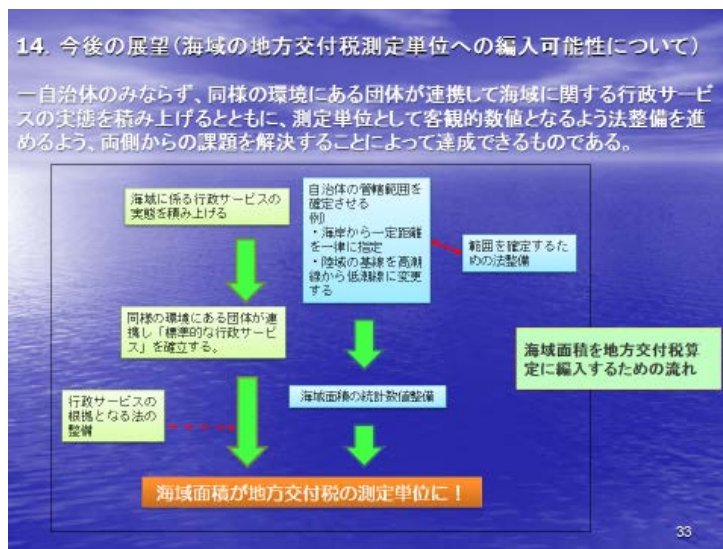 14. 今後の展望(海域の地方交付税測定単位への編入可能性について)
一自治体のみならず、同様の環境にある団体が連携して海域に関する行政サービ
スの実態を積み上げるとともに、測定単位として客観的数値となるよう法整備を進
めるよう、両側からの課題を解決することによって達成できるものである。
海域に係る行政サービスの
実態を積み上げる
自治体の管轄範囲を
確定させる
例)
・海岸から一定距離
を一律に指定
・陸域の基線を高潮
線から低潮線に変更
する
範囲を確定するた
めの法整備
同様の環境にある団体が連
携し「標準的な行政サービ
ス」を確立する。
海域面積を地方交付税算
定に編入するための流れ
行政サービスの
根拠となる法の
整備
海域面積の統計数値整備
海域面積が地方交付税の測定単位に!
33